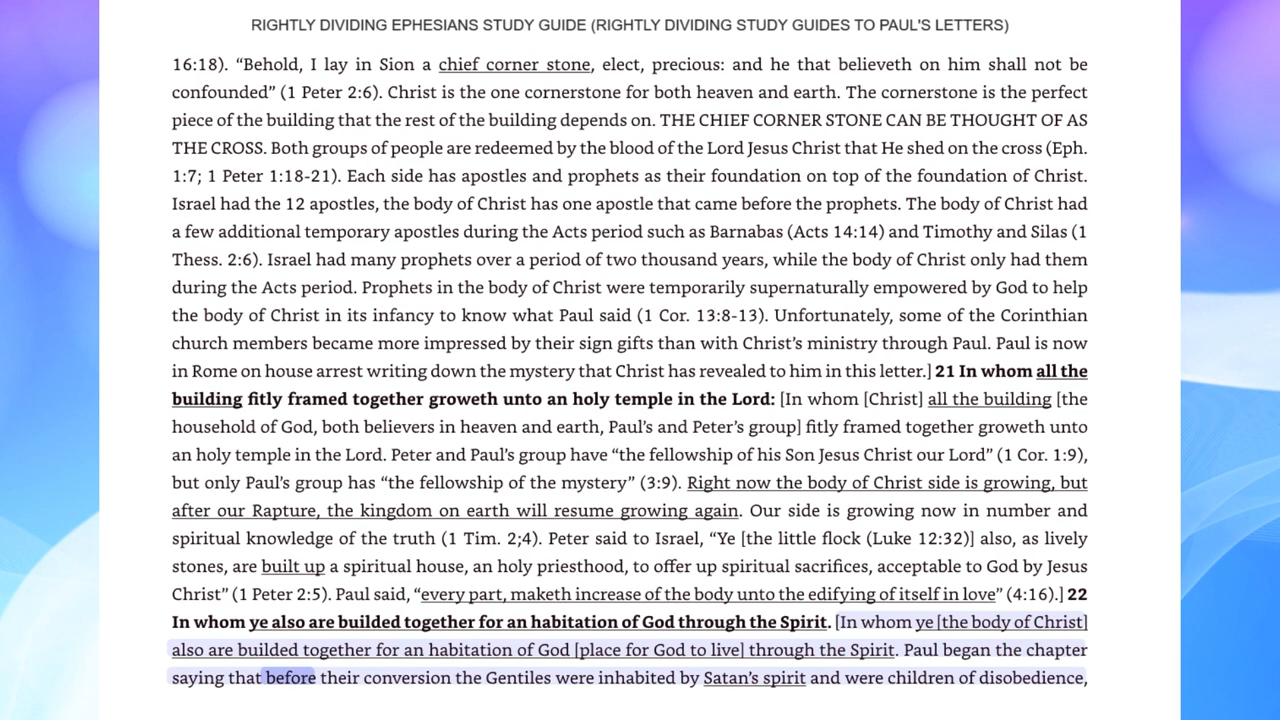 RIGHTLY DIVIDING EPHESIANS STUDY GUIDE (RIGHTLY DIVIDING STUDY GUIDES TO PAUL'S LETTERS)
16:18). “Behold, I lay in Sion a chief corner stone, elect, precious: and he that believeth on him shall not be
confounded” (1 Peter 2:6). Christ is the one cornerstone for both heaven and earth. The cornerstone is the perfect
piece of the building that the rest of the building depends on. THE CHIEF CORNER STONE CAN BE THOUGHT OF AS
THE CROSS. Both groups of people are redeemed by the blood of the Lord Jesus Christ that He shed on the cross (Eph.
1:7; 1 Peter 1:18-21). Each side has apostles and prophets as their foundation on top of the foundation of Christ.
Israel had the 12 apostles, the body of Christ has one apostle that came before the prophets. The body of Christ had
a few additional temporary apostles during the Acts period such as Barnabas (Acts 14:14) and Timothy and Silas (1
Thess. 2:6). Israel had many prophets over a period of two thousand years, while the body of Christ only had them
during the Acts period. Prophets in the body of Christ were temporarily supernaturally empowered by God to help
the body of Christ in its infancy to know what Paul said (1 Cor. 13:8-13). Unfortunately, some of the Corinthian
church members became more impressed by their sign gifts than with Christ’s ministry through Paul. Paul is now
in Rome on house arrest writing down the mystery that Christ has revealed to him in this letter.] 21 In whom all the
building fitly framed together groweth unto an holy temple in the Lord: [In whom [Christ] all the building [the
household of God, both believers in heaven and earth, Paul’s and Peter’s group] fitly framed together groweth unto
an holy temple in the Lord. Peter and Paul’s group have “the fellowship of his Son Jesus Christ our Lord” (1 Cor. 1:9),
but only Paul’s group has “the fellowship of the mystery” (3:9). Right now the body of Christ side is growing, but
after our Rapture, the kingdom on earth will resume growing again. Our side is growing now in number and
spiritual knowledge of the truth (1 Tim. 2;4). Peter said to Israel, “Ye [the little flock (Luke 12:32)] also, as lively
stones, are built up a spiritual house, an holy priesthood, to offer up spiritual sacrifices, acceptable to God by Jesus
Christ” (1 Peter 2:5). Paul said, “every part, maketh increase of the body unto the edifying of itself in love” (4:16).] 22
In whom ye also are builded together for an habitation of God through the Spirit. [In whom ye [the body of Christ]
also are builded together for an habitation of God [place for God to live] through the Spirit. Paul began the chapter
saying that before their conversion the Gentiles were inhabited by Satan’s spirit and were children of disobedience,